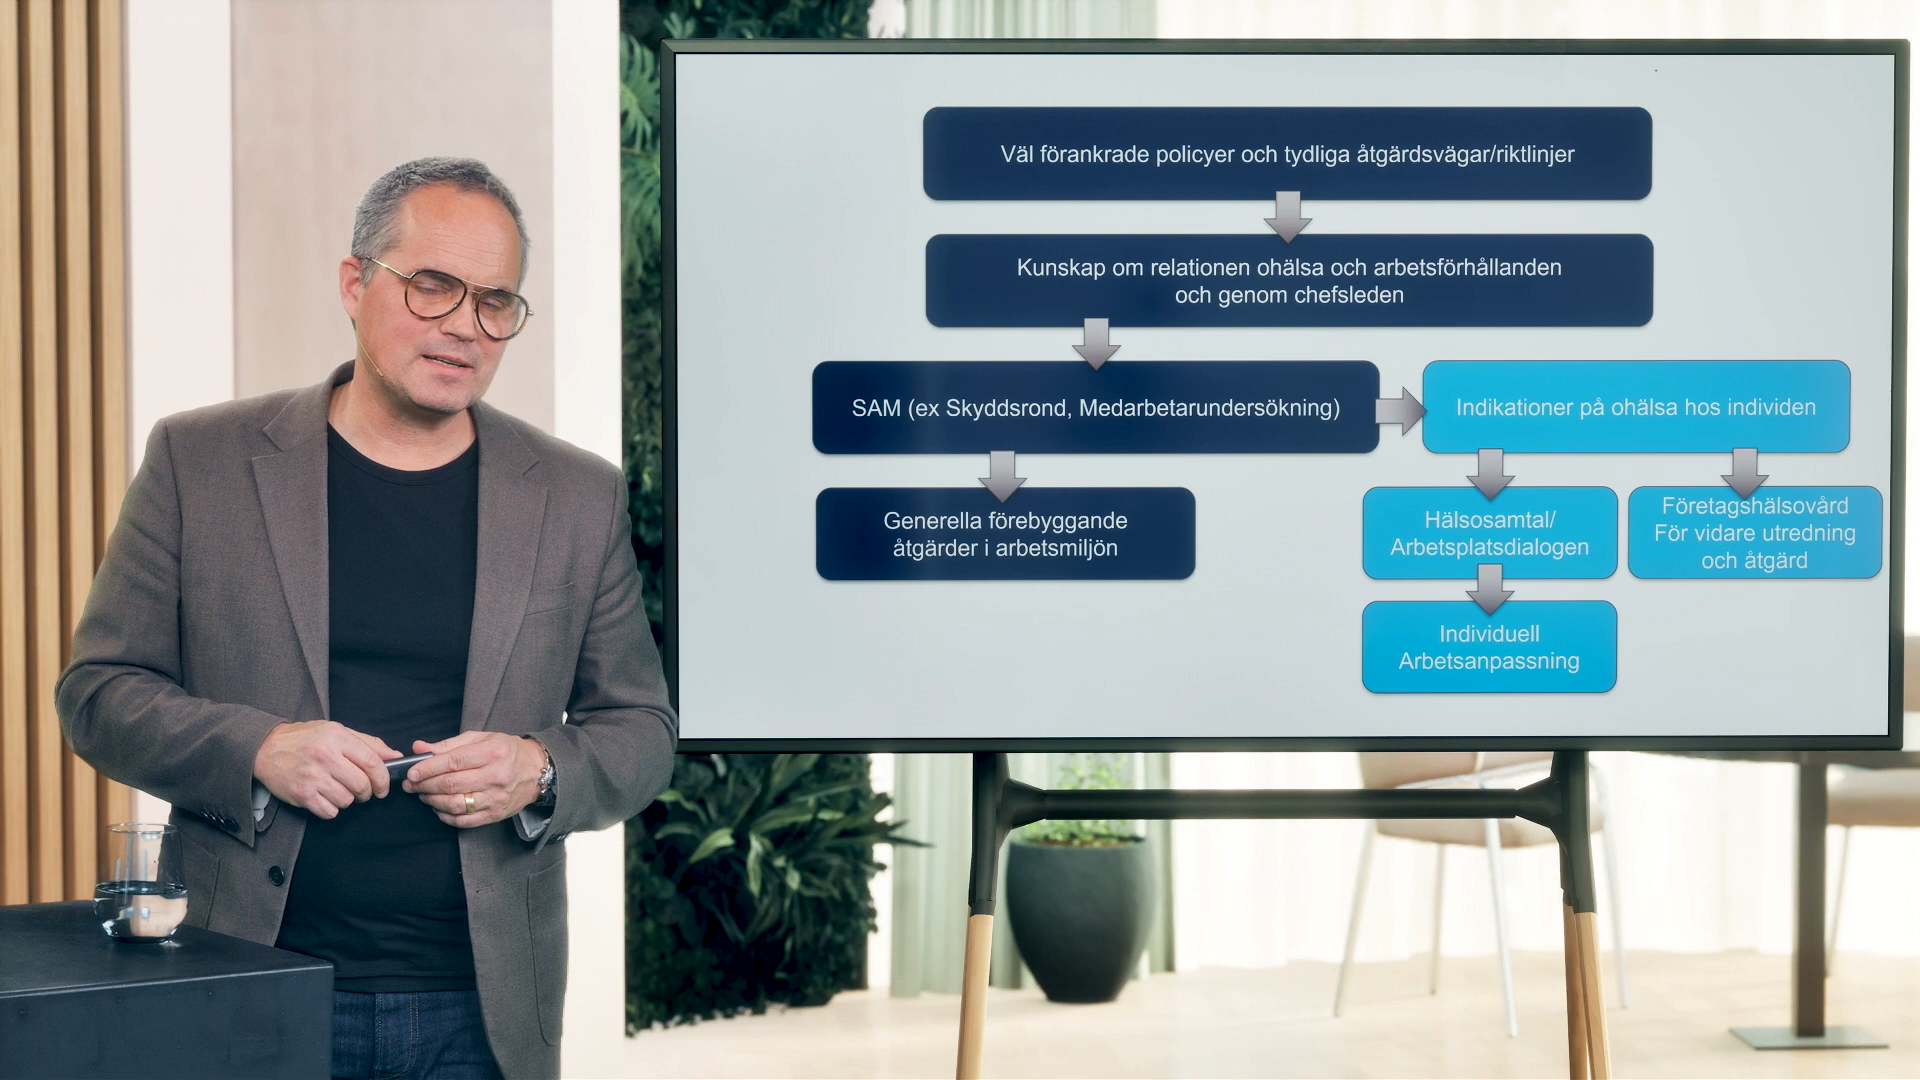 Väl förankrade policyer och tydliga åtgärdsvägar/riktlinjer
Kunskap om relationen ohälsa och arbetsförhållanden
och genom chefsleden
SAM (ex Skyddsrond, Medarbetarundersökning)
Indikationer på ohälsa hos individen
Generella förebyggande
åtgärder i arbetsmiljön
Hälsosamtal/
Arbetsplatsdialogen
Företagshälsovård
För vidare utredning
och åtgärd
Individuell
Arbetsanpassning